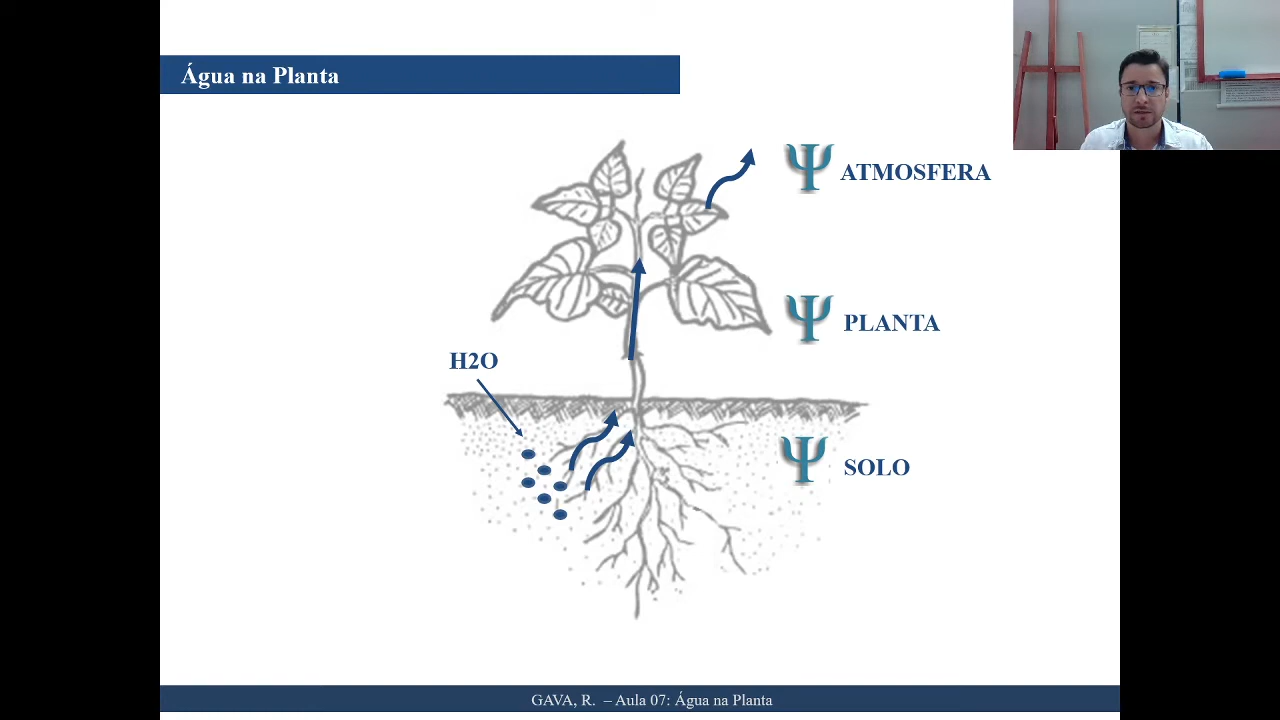 Água na Planta
Ψ ATMOSFERA
Ψ PLANTA
H2O
Ψ SOLO
GAVA, R. – Aula 07: Água na Planta